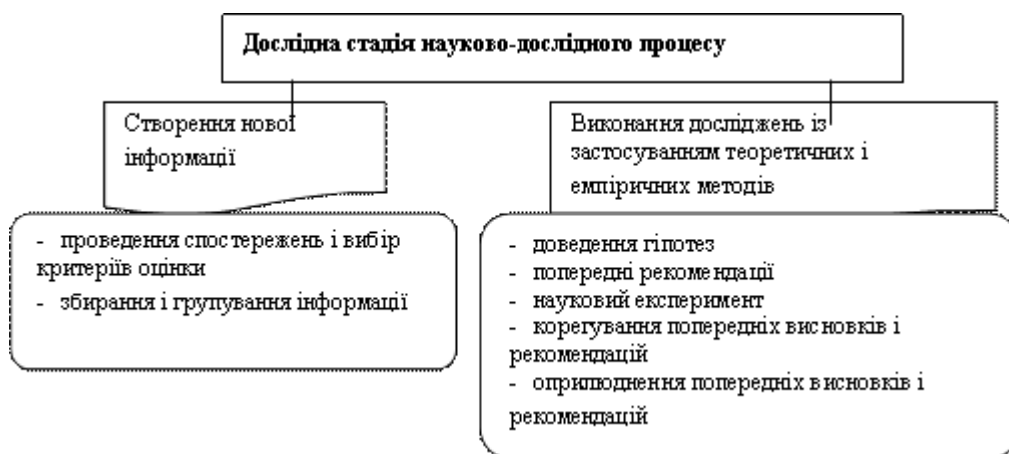 Дослідна стадія науково-дослідного процесу
Створення нової
інформації
Виконання досліджень із
застосуванням теоретичних і
емпіричних методів
- проведення спостережень і вибір
критеріїв оцінки
- збирання і групування інформації
- доведення гіпотез
- попередні рекомендації
- науковий експеримент
- корегування попередніх висновків і
рекомендацій
- оприлюднення попередніх висновків і
рекомендацій